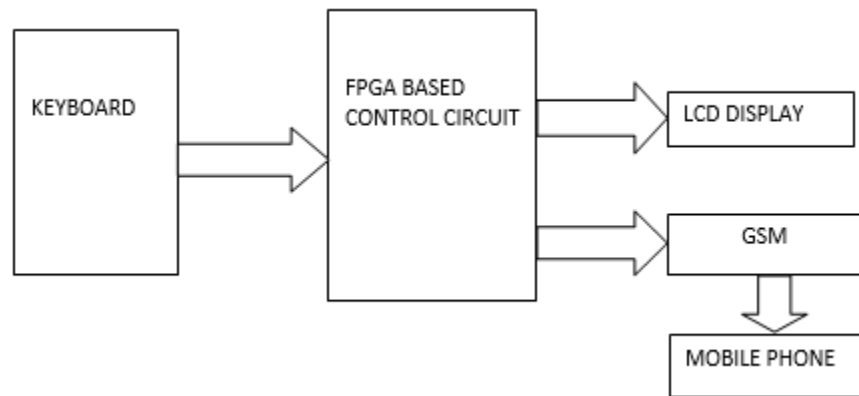 KEYBOARD
FPGA BASED
CONTROL CIRCUIT
LCD DISPLAY
GSM
MOBILE PHONE